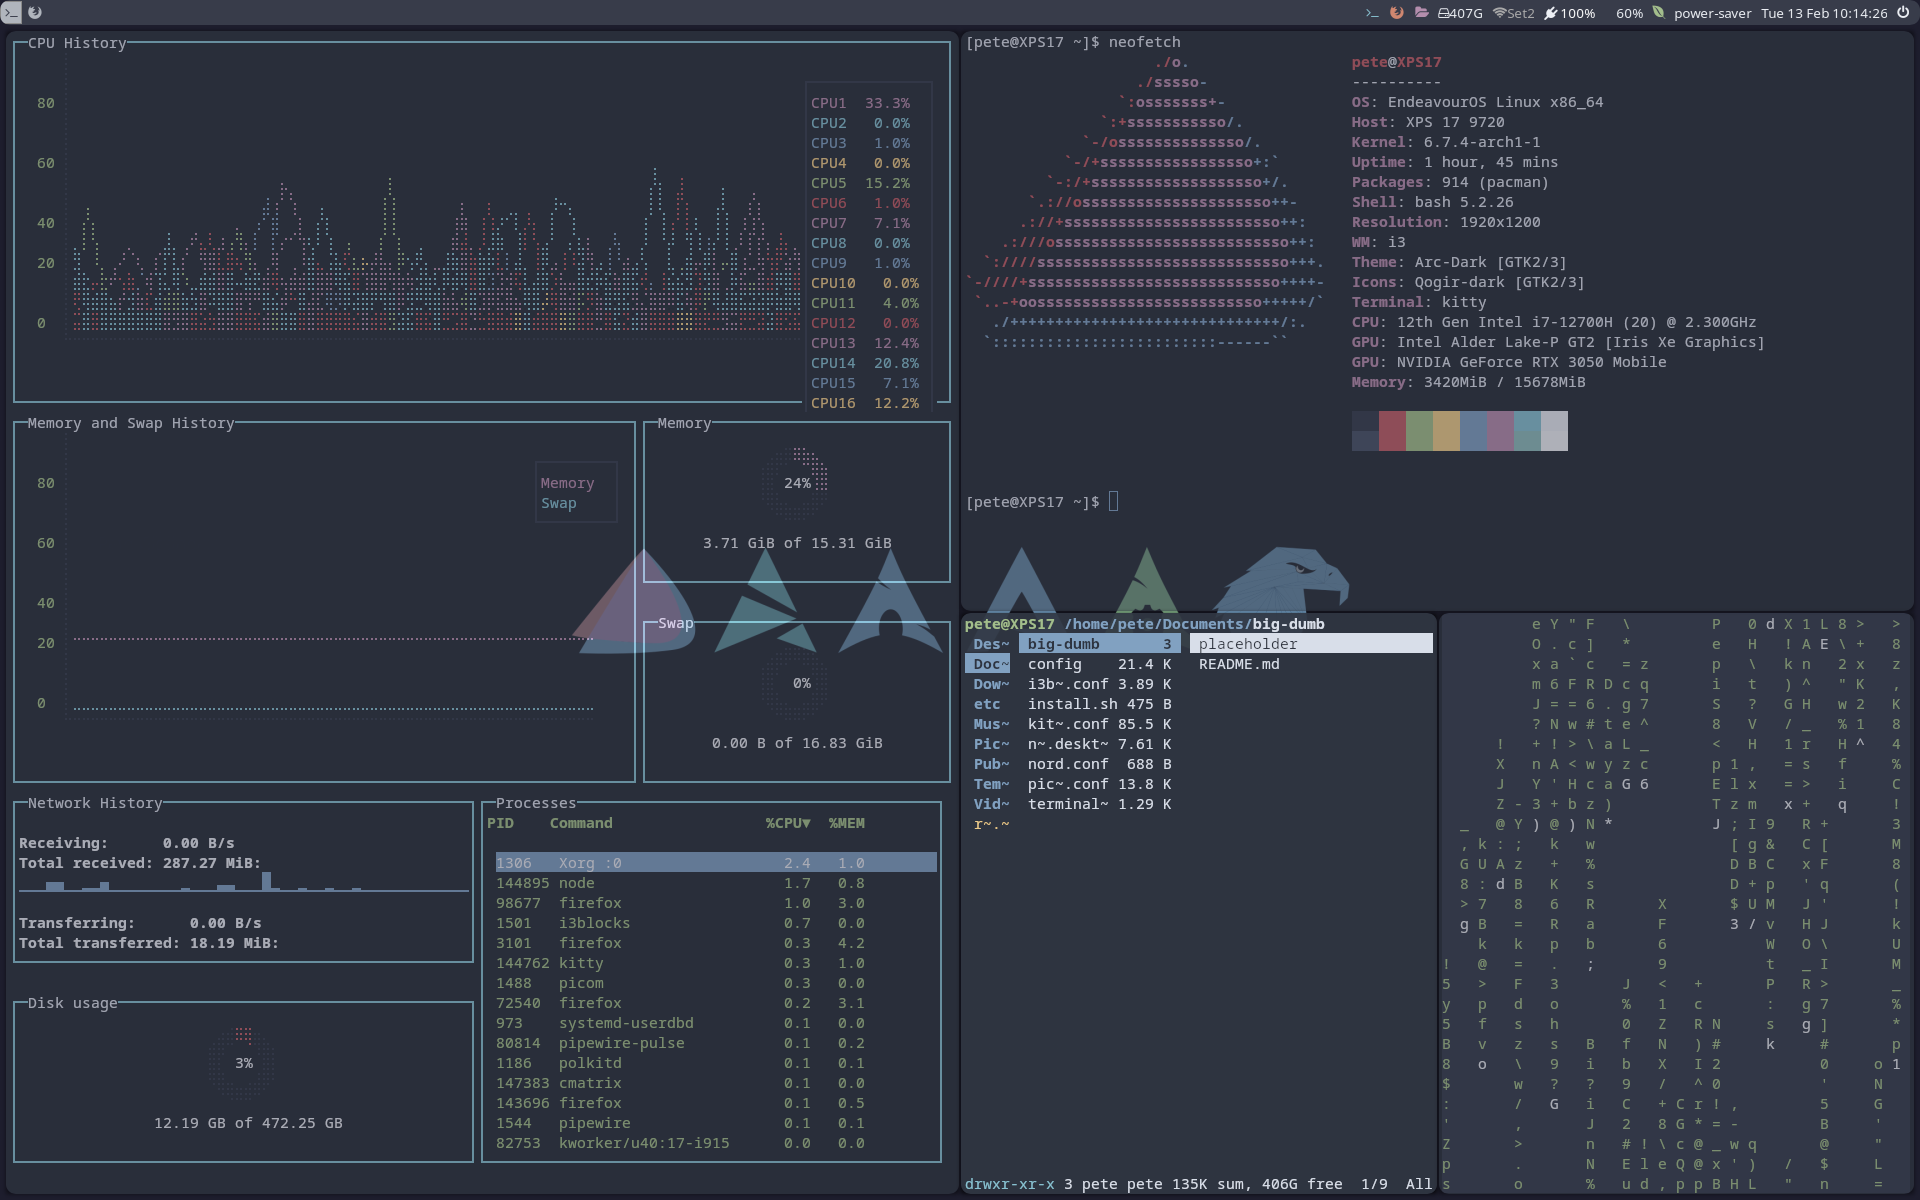 407G Set2 100% 60% power-saver Tue 13 Feb 10:14:26
CPU History
80
60
40
20
0
CPU1 33.3%
CPU2 0.0%
CPU3 1.0%
CPU4 0.0%
CPU5 15.2%
CPU6 1.0%
CPU7 7.1%
CPU8 0.0%
CPU9 1.0%
CPU10 0.0%
CPU11 4.0%
CPU12 0.0%
CPU13 12.4%
CPU14 20.8%
CPU15 7.1%
CPU16 12.2%
Memory and Swap History
80
60
40
20
0
Memory
Swap
Memory
24%
3.71 GiB of 15.31 GiB
Swap
0%
0.00 B of 16.83 GiB
Network History
Receiving: 0.00 B/s
Total received: 287.27 MiB:
Transferring: 0.00 B/s
Total transferred: 18.19 MiB:
Disk usage
3%
12.19 GB of 472.25 GB
Processes
PID Command %CPU▼ %MEM
1306 Xorg :0 2.4 1.0
144895 node 1.7 0.8
98677 firefox 1.0 3.0
1501 i3blocks 0.7 0.0
3101 firefox 0.3 4.2
144762 kitty 0.3 1.0
1488 picom 0.3 0.0
72540 firefox 0.2 3.1
973 systemd-userdbd 0.1 0.0
80814 pipewire-pulse 0.1 0.2
1186 polkitd 0.1 0.1
147383 cmatrix 0.1 0.0
143696 firefox 0.1 0.5
1544 pipewire 0.1 0.1
82753 kworker/u40:17-i915 0.0 0.0
[pete@XPS17 ~]$ neofetch
pete@XPS17
----------
OS: EndeavourOS Linux x86_64
Host: XPS 17 9720
Kernel: 6.7.4-arch1-1
Uptime: 1 hour, 45 mins
Packages: 914 (pacman)
Shell: bash 5.2.26
Resolution: 1920x1200
WM: i3
Theme: Arc-Dark [GTK2/3]
Icons: Qogir-dark [GTK2/3]
Terminal: kitty
CPU: 12th Gen Intel i7-12700H (20) @ 2.300GHz
GPU: Intel Alder Lake-P GT2 [Iris Xe Graphics]
GPU: NVIDIA GeForce RTX 3050 Mobile
Memory: 3420MiB / 15678MiB
[pete@XPS17 ~]$
pete@XPS17 /home/pete/Documents/big-dumb
Des~ big-dumb 3 placeholder
Doc~ config 21.4 K README.md
Dow~ i3b~.conf 3.89 K
etc install.sh 475 B
Mus~ kit~.conf 85.5 K
Pic~ n~.deskt~ 7.61 K
Pub~ nord.conf 688 B
Tem~ pic~.conf 13.8 K
Vid~ terminal~ 1.29 K
r~.~
drwxr-xr-x 3 pete pete 135K sum, 406G free 1/9 All